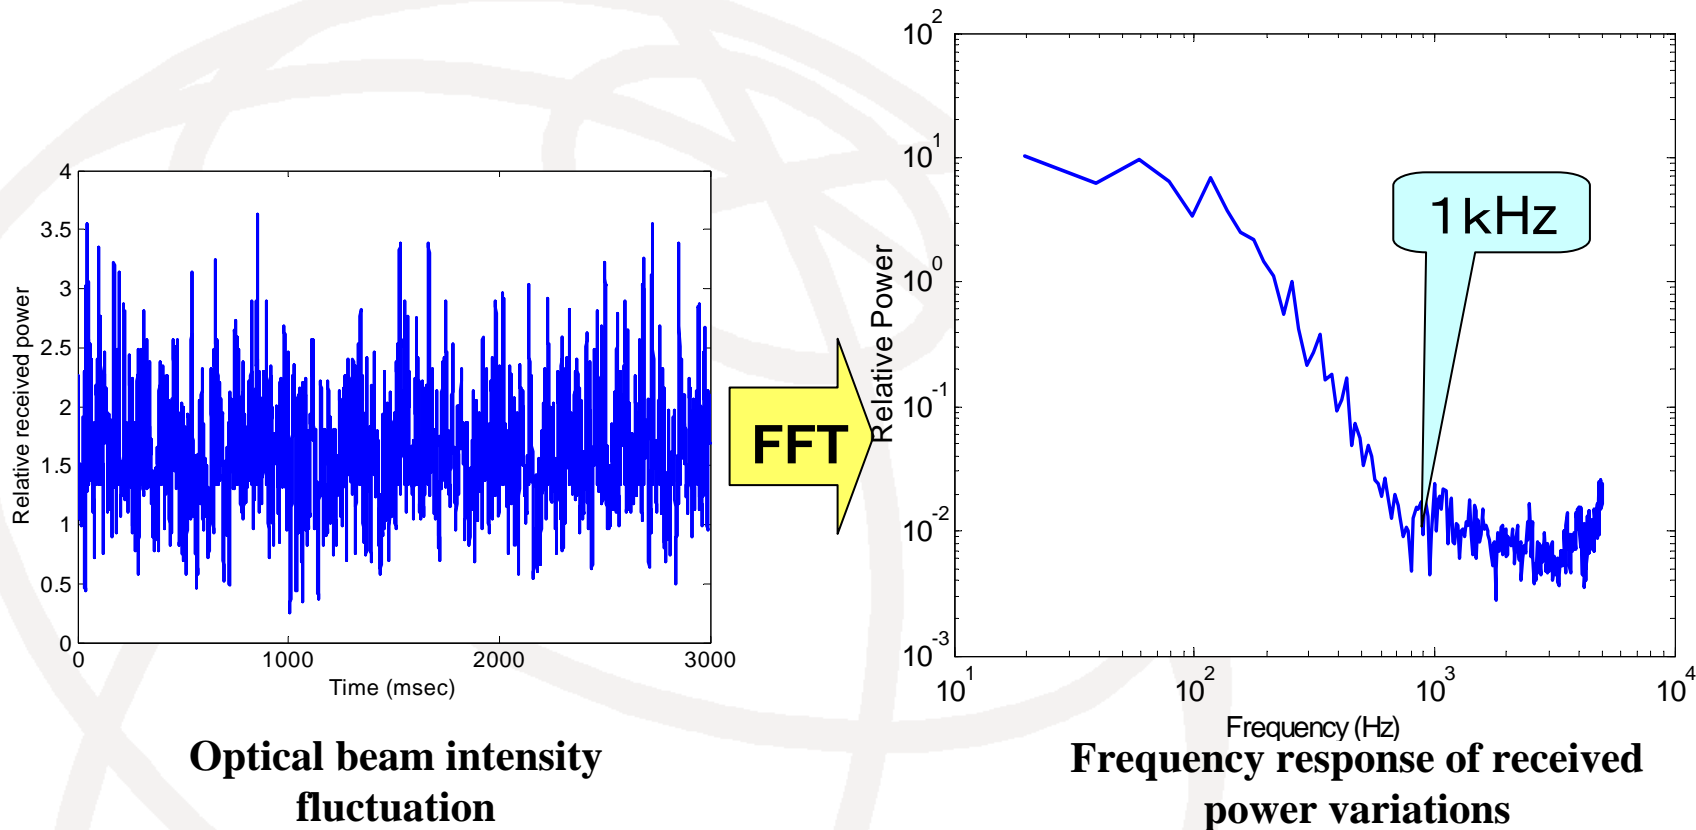 4
3.5
3
2.5
2
1.5
1
0.5
0
0 1000 2000 3000
Relative received power
Time (msec)
Optical beam intensity
fluctuation
FFT
10^2
10^1
10^0
10^-1
10^-2
10^-3
10^1 10^2 10^3 10^4
Relative Power
1kHz
Frequency (Hz)
Frequency response of received
power variations